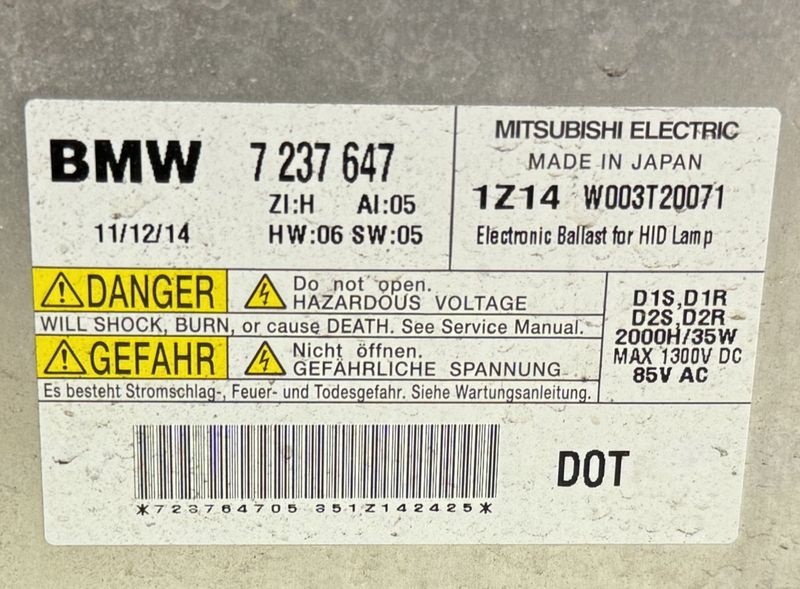 BMW 7 237 647
ZI:H AI:05
11/12/14 HW:06 SW:05
MITSUBISHI ELECTRIC
MADE IN JAPAN
1Z14 W003T20071
Electronic Ballast for HID Lamp
DANGER Do not open.
HAZARDOUS VOLTAGE
WILL SHOCK, BURN, or cause DEATH. See Service Manual.
GEFAHR Nicht öffnen.
GEFÄHRLICHE SPANNUNG
Es besteht Stromschlag-, Feuer- und Todesgefahr. Siehe Wartungsanleitung.
D1S,D1R
D2S,D2R
2000H/35W
MAX 1300V DC
85V AC
*723764705 351Z142425*
DOT